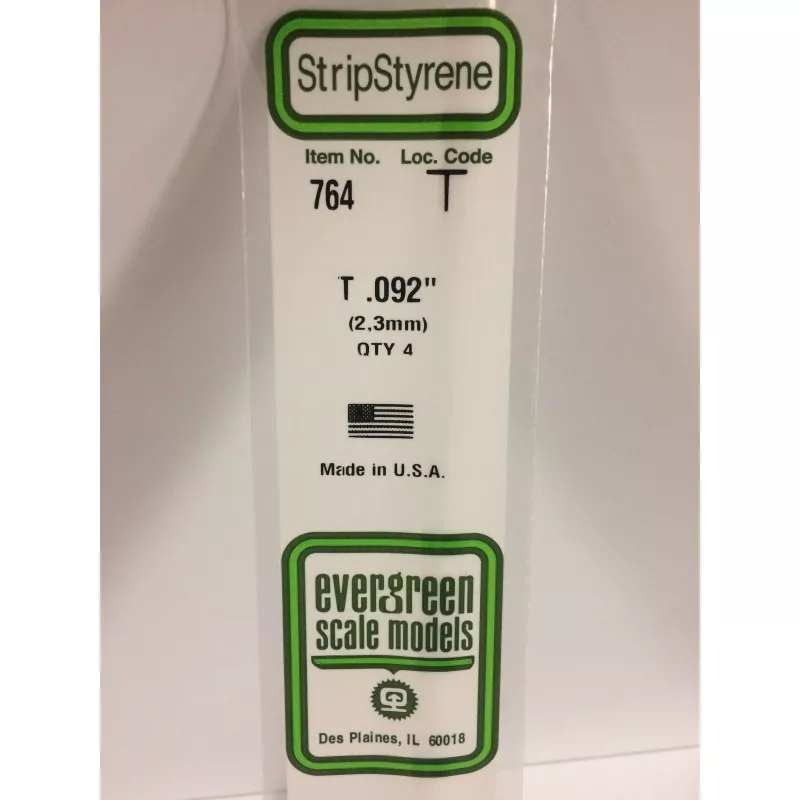 StripStyrene
Item No. Loc. Code
764 T
T .092"
(2,3mm)
QTY 4
Made in U.S.A.
evergreen
scale models
Des Plaines, IL 60018